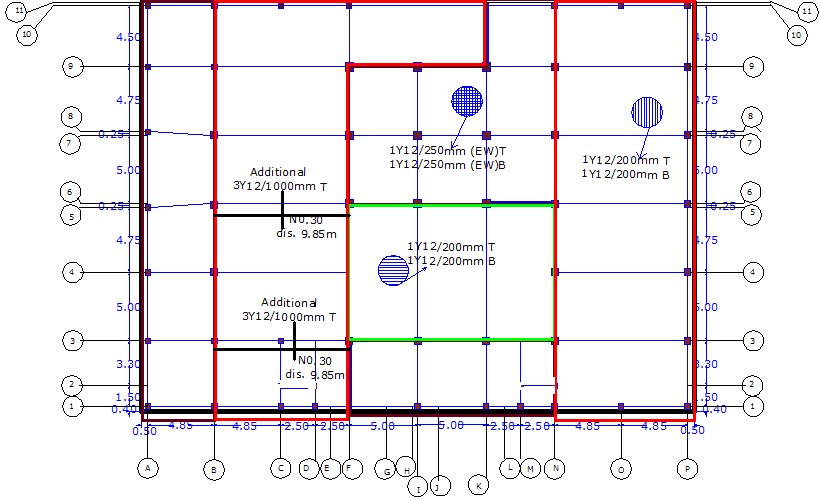 11
11
10
10
4.50
4.50
9
9
4.75
4.75
8
8
0.25
0.25
7
7
1Y12/250mm (EW)T
1Y12/250mm (EW)B
1Y12/200mm T
1Y12/200mm B
5.00
5.00
Additional
3Y12/1000mm T
6
6
0.25
0.25
5
5
N0.30
dis. 9.85m
4.75
4.75
1Y12/200mm T
1Y12/200mm B
4
4
Additional
3Y12/1000mm T
5.00
5.00
3
3
N0.30
dis. 9.85m
3.30
3.30
2
2
1.50
1.50
0.40
0.40
1
1
0.50
4.85
4.85
2.50
2.50
5.00
5.00
2.50
2.50
4.85
4.85
0.50
A
B
C
D
E
F
G
H
I
J
K
L
M
N
O
P